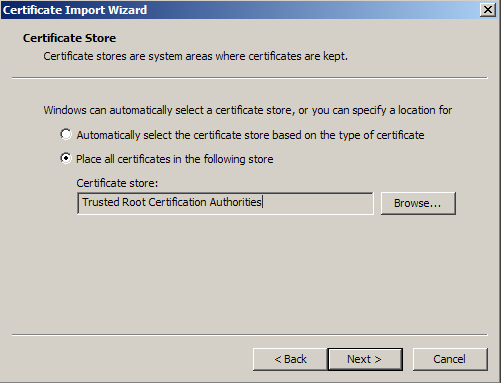 Certificate Import Wizard
Certificate Store
Certificate stores are system areas where certificates are kept.
Windows can automatically select a certificate store, or you can specify a location for
Automatically select the certificate store based on the type of certificate
Place all certificates in the following store
Certificate store:
Trusted Root Certification Authorities
Browse...
< Back
Next >
Cancel